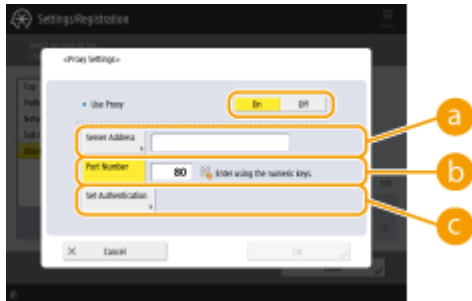 Settings/Registration
<Proxy Settings>
Use Proxy
On
Off
Server Address
a
Port Number
80
Enter using the numeric keys.
b
Set Authentication
c
Cancel
OK